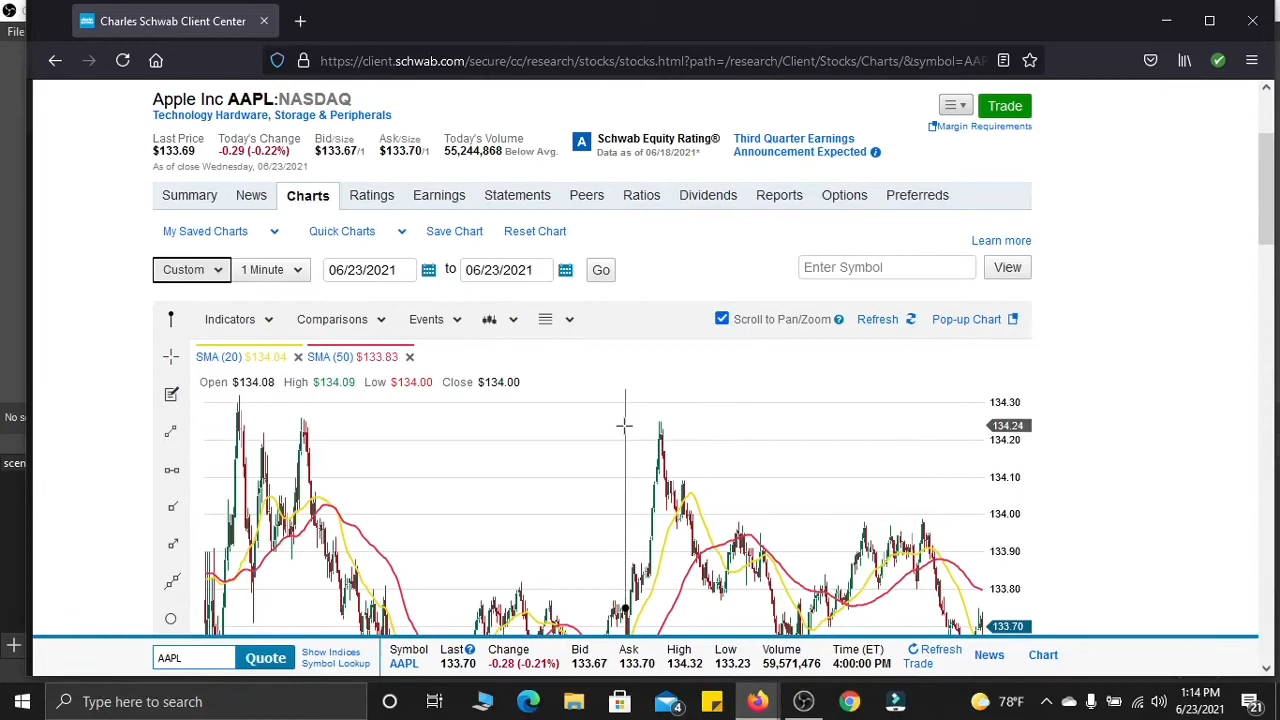 Charles Schwab Client Center
File
https://client.schwab.com/secure/cc/research/stocks/stocks.html?path=/research/Client/Stocks/Charts/&symbol=AAP
Apple Inc AAPL:NASDAQ
Technology Hardware, Storage & Peripherals
Trade
Margin Requirements
Last Price Today's Change Bid/Size Ask/Size Today's Volume
$133.69 -0.29 (-0.22%) $133.67/1 $133.70/1 55,244,868 Below Avg.
As of close Wednesday, 06/23/2021
A Schwab Equity Rating®
Data as of 06/18/2021*
Third Quarter Earnings
Announcement Expected
Summary News Charts Ratings Earnings Statements Peers Ratios Dividends Reports Options Preferreds
My Saved Charts Quick Charts Save Chart Reset Chart
Learn more
Custom 1 Minute 06/23/2021 to 06/23/2021 Go Enter Symbol View
Indicators Comparisons Events Scroll to Pan/Zoom Refresh Pop-up Chart
SMA (20) $134.04 SMA (50) $133.83
Open $134.08 High $134.09 Low $134.00 Close $134.00
134.30
134.24
134.20
134.10
134.00
133.90
133.80
133.70
No s
scen
AAPL Quote
Show Indices
Symbol Lookup
Symbol Last Change Bid Ask High Low Volume Time (ET) Refresh
AAPL 133.70 -0.28 (-0.21%) 133.67 133.70 134.32 133.23 59,571,476 4:00:00 PM Trade
News Chart
Type here to search
4
78°F
1:14 PM
6/23/2021
21